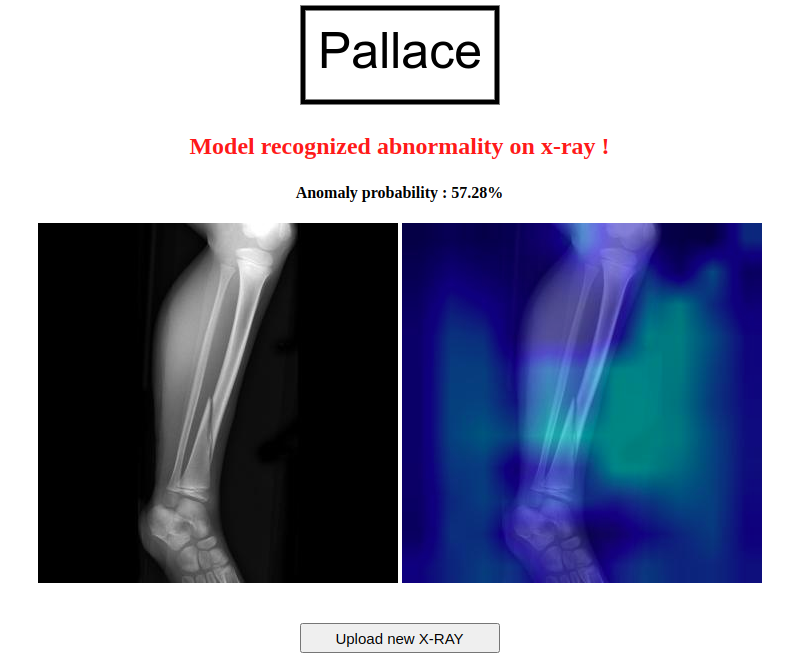 Pallace
Model recognized abnormality on x-ray !
Anomaly probability : 57.28%
Upload new X-RAY